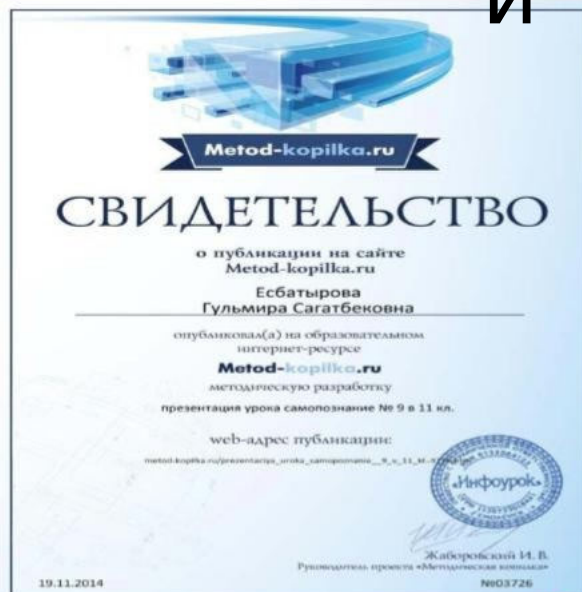 и
Metod-kopilka.ru
СВИДЕТЕЛЬСТВО
о публикации на сайте
Metod-kopilka.ru
Есбатырова
Гульмира Сагатбековна
опубликовал(а) на образовательном
интернет-ресурсе
Metod-kopilka.ru
методическую разработку
презентация урока самопознание № 9 в 11 кл.
web-адрес публикации:
«Инфоурок»
Жаборовский И. В.
Руководитель проекта «Методическая копилка»
19.11.2014
№03726